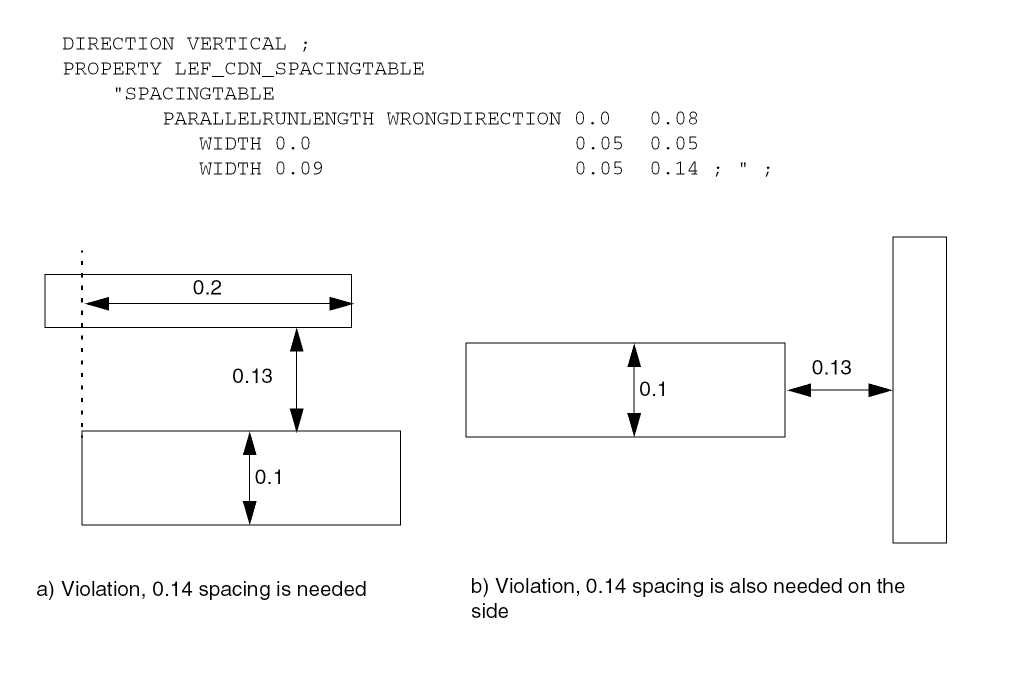 DIRECTION VERTICAL ;
PROPERTY LEF_CDN_SPACINGTABLE
"SPACINGTABLE
PARALLELRUNLENGTH WRONGDIRECTION 0.0 0.08
WIDTH 0.0 0.05 0.05
WIDTH 0.09 0.05 0.14 ; " ;
0.2
0.13
0.1
a) Violation, 0.14 spacing is needed
0.1
0.13
b) Violation, 0.14 spacing is also needed on the
side